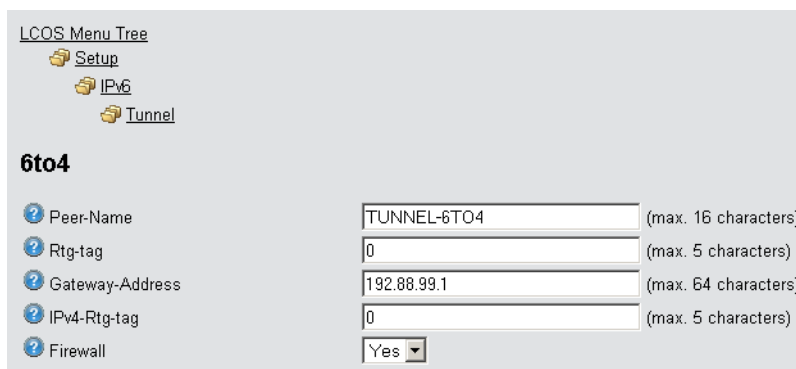 LCOS Menu Tree
Setup
IPv6
Tunnel
6to4
Peer-Name TUNNEL-6TO4 (max. 16 characters)
Rtg-tag 0 (max. 5 characters)
Gateway-Address 192.88.99.1 (max. 64 characters)
IPv4-Rtg-tag 0 (max. 5 characters)
Firewall Yes